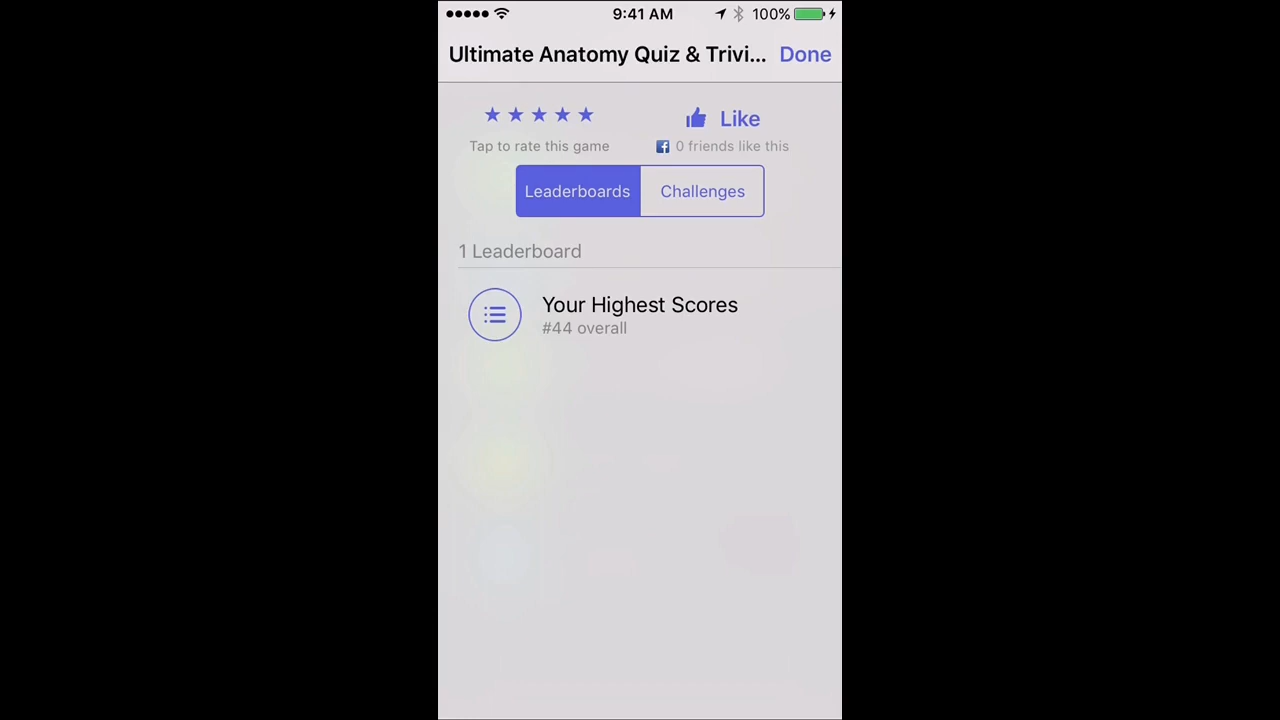 9:41 AM 100%
Ultimate Anatomy Quiz & Trivi... Done
Like
Tap to rate this game
0 friends like this
Leaderboards Challenges
1 Leaderboard
Your Highest Scores
#44 overall